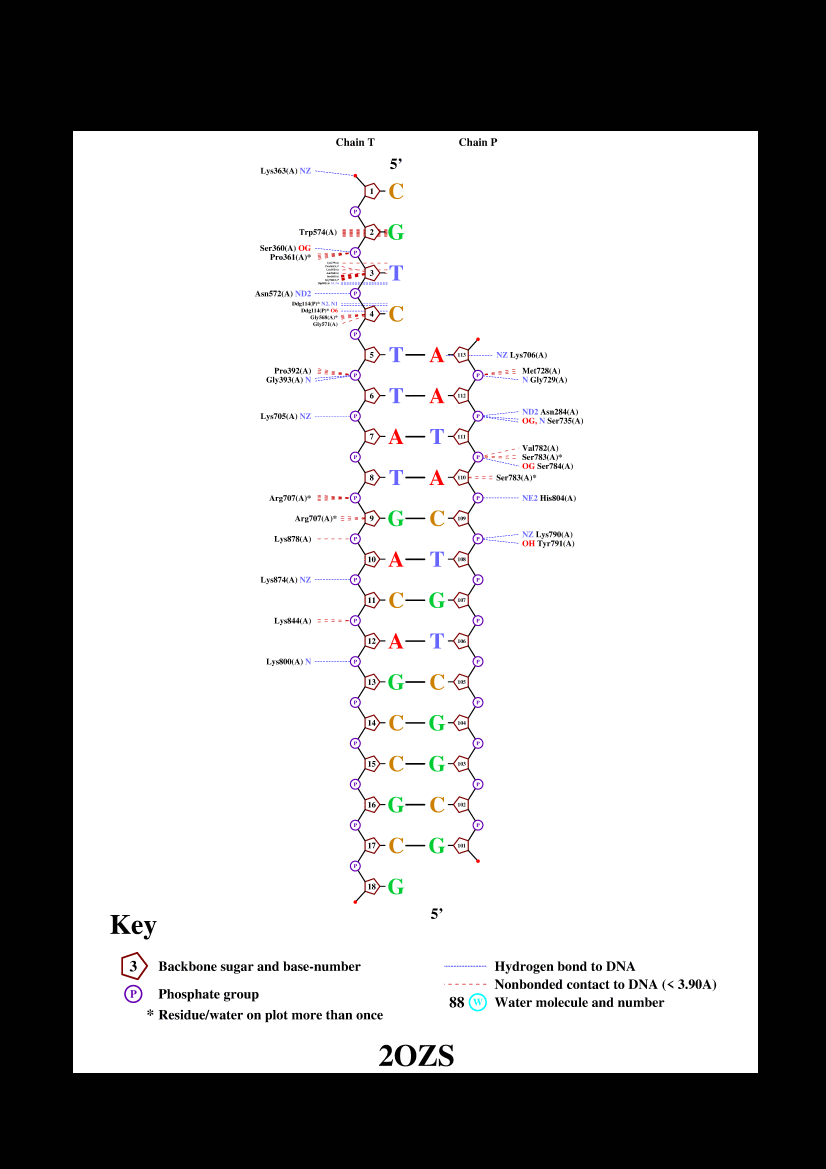 Chain T Chain P
5’
Lys363(A) NZ
1 C
P
Trp574(A) 2 G
Ser360(A) OG
Pro361(A)* P
3 T
Asn572(A) ND2 P
Ddg114(P)* N2, N1
Ddg114(P)* O6
4 C
Gly568(A)*
Gly571(A)
P
5 T A 113 NZ Lys706(A)
Pro392(A) Met728(A)
P P
Gly393(A) N N Gly729(A)
6 T A 112
ND2 Asn284(A)
Lys705(A) NZ P P
OG, N Ser735(A)
7 A T 111
Val782(A)
P P Ser783(A)*
OG Ser784(A)
8 T A 110 Ser783(A)*
Arg707(A)* P P NE2 His804(A)
Arg707(A)* 9 G C 109
NZ Lys790(A)
Lys878(A) P P
OH Tyr791(A)
10 A T 108
Lys874(A) NZ P P
11 C G 107
Lys844(A) P P
12 A T 106
Lys800(A) N P P
13 G C 105
P P
14 C G 104
P P
15 C G 103
P P
16 G C 102
P P
17 C G 101
P
18 G
5’
Key
3 Backbone sugar and base-number
P Phosphate group
* Residue/water on plot more than once
Hydrogen bond to DNA
Nonbonded contact to DNA (< 3.90A)
88 W Water molecule and number
2OZS